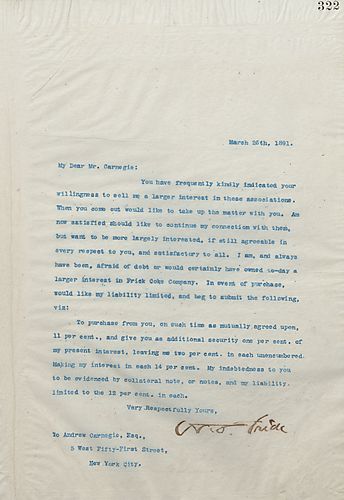 322
March 26th, 1891.
My Dear Mr. Carnegie:
You have frequently kindly indicated your
willingness to sell me a larger interest in these associations.
When you come out would like to take up the matter with you. Am
now satisfied should like to continue my connection with them,
but want to be more largely interested, if still agreeable in
every respect to you, and satisfactory to all. I am, and always
have been, afraid of debt or would certainly have owned to-day a
larger interest in Frick Coke Company. In event of purchase,
would like my liability limited, and beg to submit the following,
viz:
To purchase from you, on such time as mutually agreed upon,
11 per cent., and give you as additional security one per cent. of
my present interest, leaving me two per cent. in each unencumbered.
Making my interest in each 14 per cent. My indebtedness to you
to be evidenced by collateral note, or notes, and my liability
limited to the 12 per cent. in each.
Very Respectfully Yours,
H. C. Frick
To Andrew Carnegie, Esq.,
5 West Fifty-First Street,
New York City.